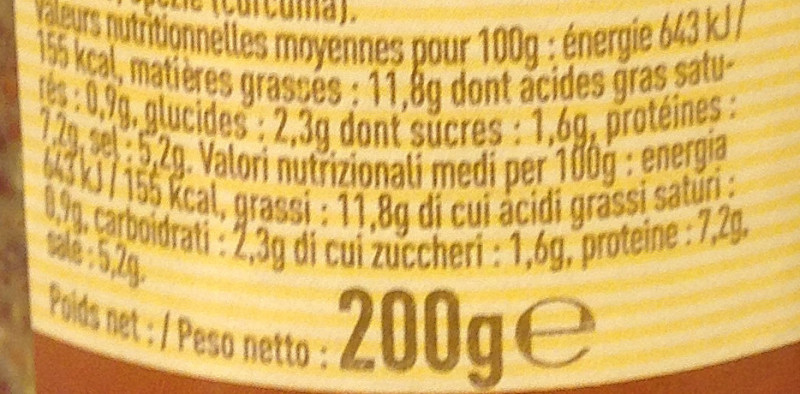 (curcuma).
Valeurs nutritionnelles moyennes pour 100g : énergie 643 kJ/
155 kcal, matières grasses : 11,8g dont acides gras satu-
rés : 0,9g, glucides : 2,3g dont sucres : 1,6g, protéines :
7,2g, sel : 5,2g. Valori nutrizionali medi per 100g : energia
643 kJ / 155 kcal, grassi : 11,8g di cui acidi grassi saturi :
0,9g, carboidrati : 2,3g di cui zuccheri : 1,6g, proteine : 7,2g,
sale : 5,2g.
Poids net : / Peso netto : 200g e